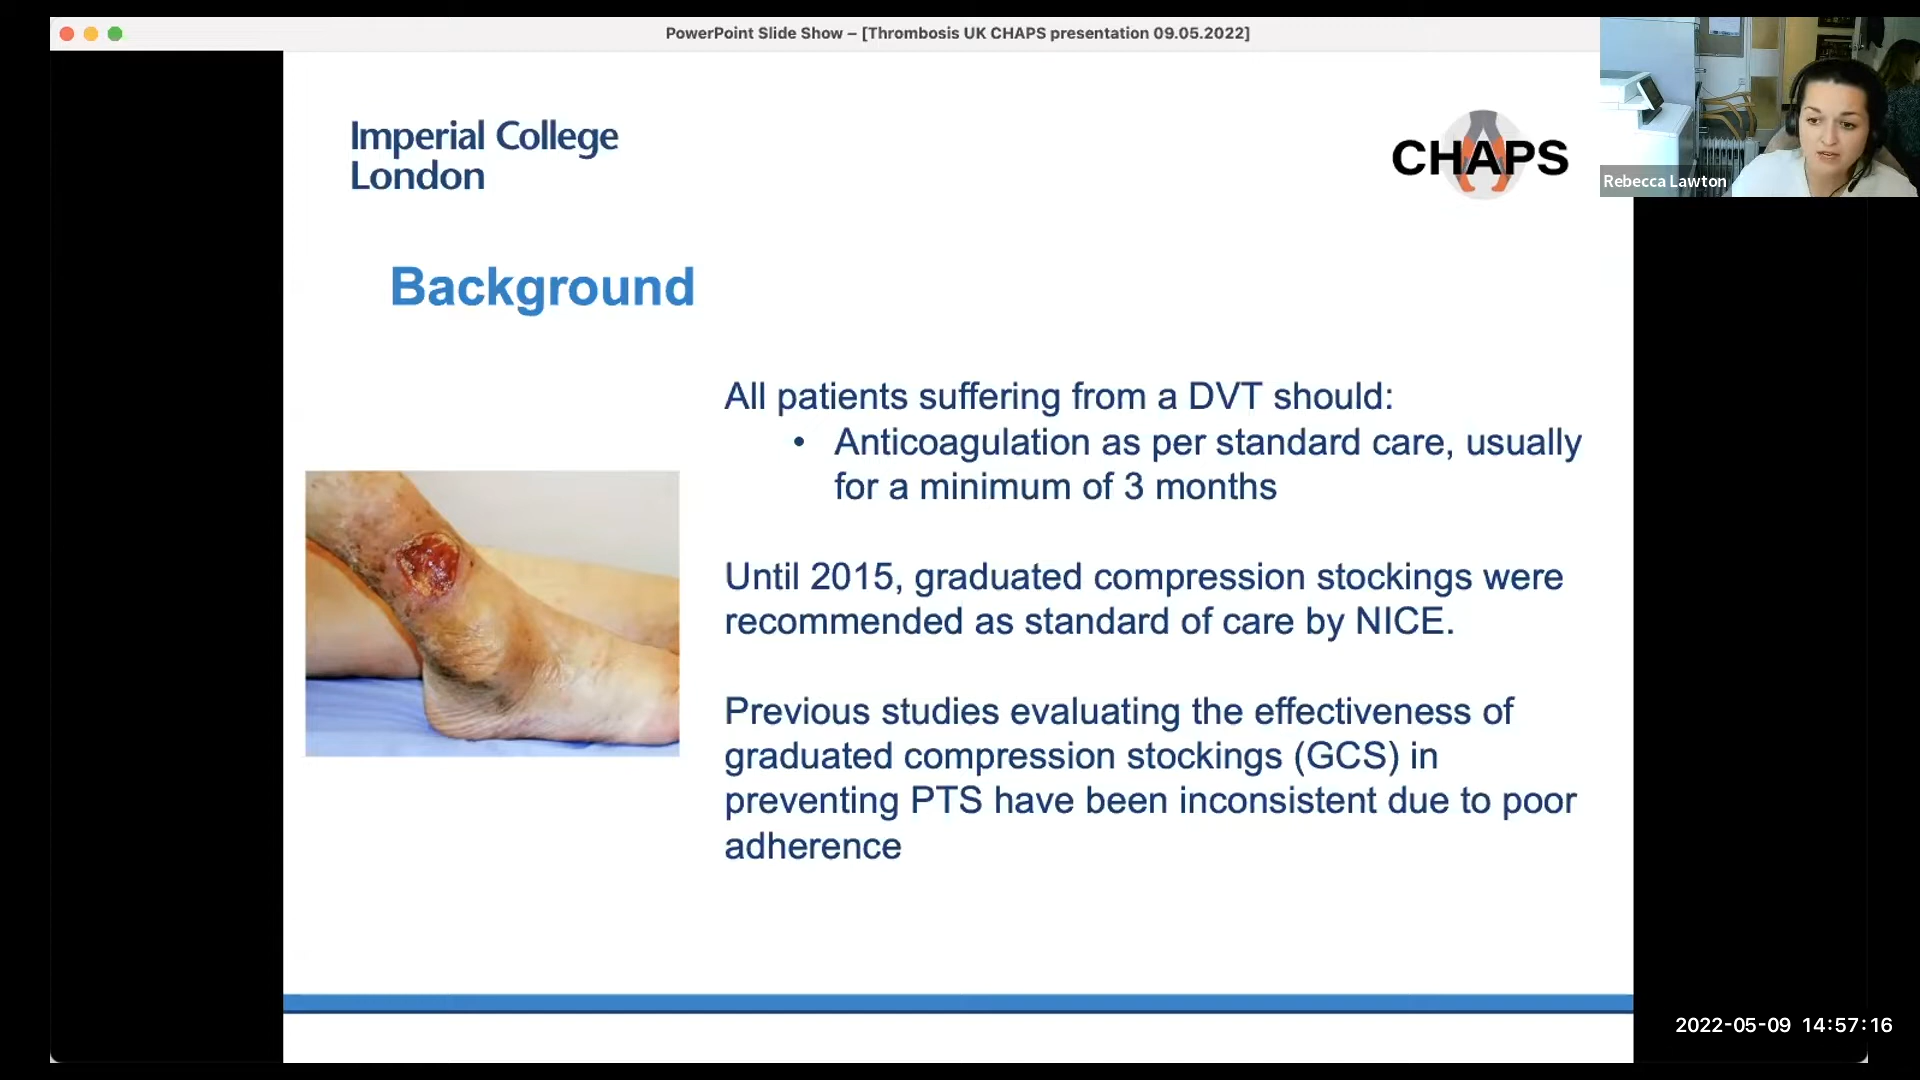 PowerPoint Slide Show – [Thrombosis UK CHAPS presentation 09.05.2022]
Imperial College
London
CHAPS
Rebecca Lawton
Background
All patients suffering from a DVT should:
• Anticoagulation as per standard care, usually
for a minimum of 3 months
Until 2015, graduated compression stockings were
recommended as standard of care by NICE.
Previous studies evaluating the effectiveness of
graduated compression stockings (GCS) in
preventing PTS have been inconsistent due to poor
adherence
2022-05-09 14:57:16